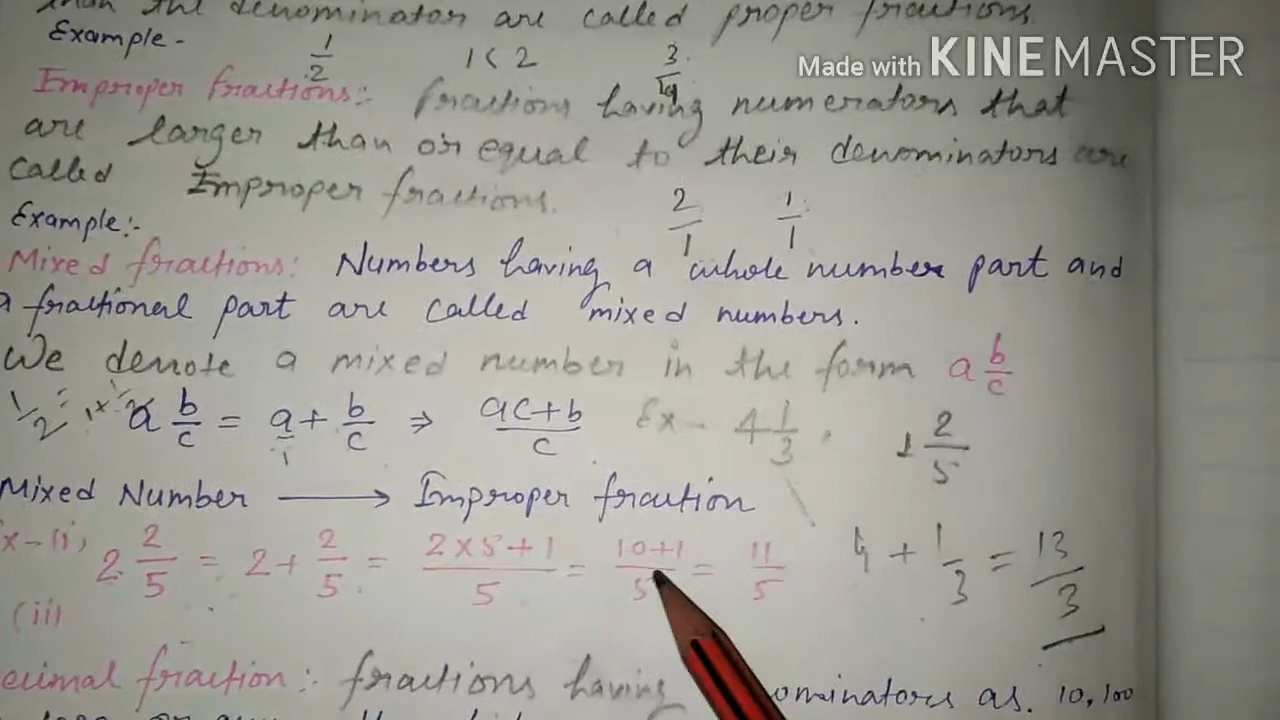 than the denominator are called proper fractions.
Example- 1/2 1<2 3/4
Made with KINEMASTER
Improper fractions:- fractions having numerators that
are larger than or equal to their denominators are
called Improper fractions.
Example:- 2/1 1/1
Mixed fractions: Numbers having a whole number part and
a fractional part are called mixed numbers.
We denote a mixed number in the form a b/c
1/2 = 1× a b/c = a/1 + b/c ⇒ ac+b/c Ex - 4 1/3, 1 2/5
Mixed Number ⟶ Improper fraction
Ex-(i) 2 2/5 = 2 + 2/5 = 2×5+1/5 = 10+1/5 = 11/5 4 + 1/3 = 13/3
(ii)
ecimal fraction:- fractions having ominators as. 10,100